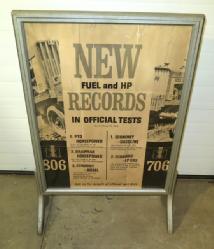 NEW
FUEL and HP
RECORDS
IN OFFICIAL TESTS
1. PTO
HORSEPOWER
2. DRAWBAR
HORSEPOWER
3. ECONOMY
DIESEL
1. ECONOMY
GASOLINE
2. ECONOMY
LP GAS
806
706